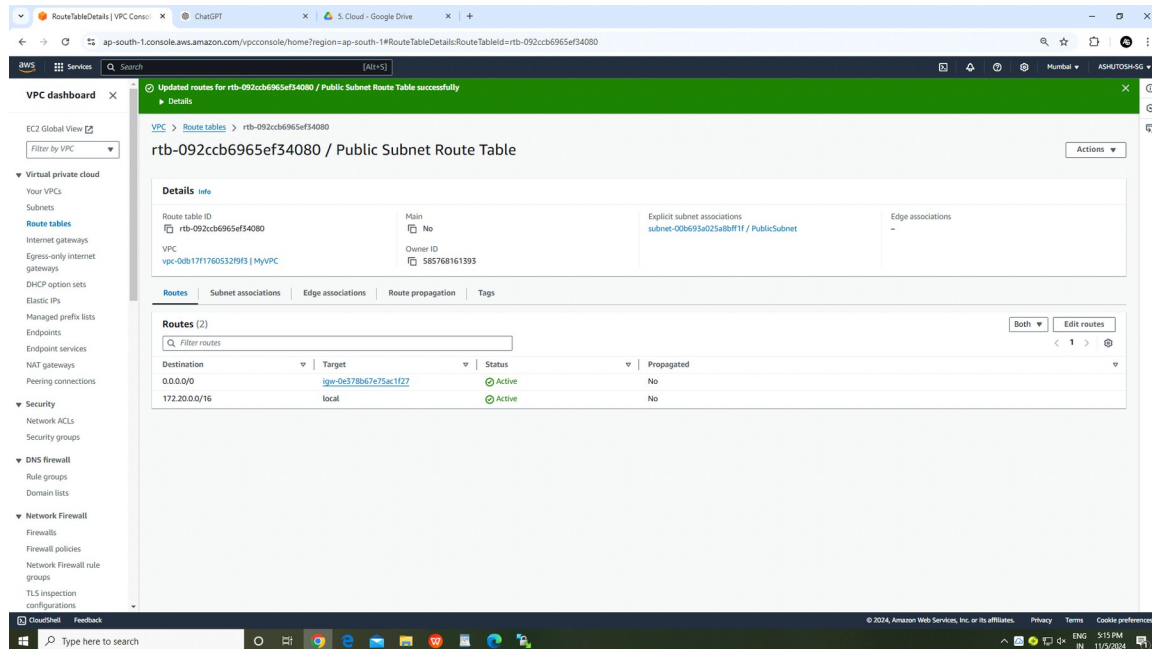 RouteTableDetails | VPC Consol
ChatGPT
5. Cloud - Google Drive
ap-south-1.console.aws.amazon.com/vpcconsole/home?region=ap-south-1#RouteTableDetails:RouteTableId=rtb-092ccb6965ef34080
aws
Services
Search
[Alt+S]
Mumbai
ASHUTOSH-SG
VPC dashboard
EC2 Global View
Filter by VPC
Virtual private cloud
Your VPCs
Subnets
Route tables
Internet gateways
Egress-only internet
gateways
DHCP option sets
Elastic IPs
Managed prefix lists
Endpoints
Endpoint services
NAT gateways
Peering connections
Security
Network ACLs
Security groups
DNS firewall
Rule groups
Domain lists
Network Firewall
Firewalls
Firewall policies
Network Firewall rule
groups
TLS inspection
configurations
Updated routes for rtb-092ccb6965ef34080 / Public Subnet Route Table successfully
Details
VPC > Route tables > rtb-092ccb6965ef34080
rtb-092ccb6965ef34080 / Public Subnet Route Table
Actions
Details Info
Route table ID
rtb-092ccb6965ef34080
Main
No
Explicit subnet associations
subnet-00b693a025a8bff1f / PublicSubnet
Edge associations
–
VPC
vpc-0db17f1760532f9f3 | MyVPC
Owner ID
585768161393
Routes
Subnet associations
Edge associations
Route propagation
Tags
Routes (2)
Both
Edit routes
Filter routes
1
Destination Target Status Propagated
0.0.0.0/0 igw-0e378b67e75ac1f27 Active No
172.20.0.0/16 local Active No
CloudShell
Feedback
© 2024, Amazon Web Services, Inc. or its affiliates.
Privacy
Terms
Cookie preferences
Type here to search
ENG
IN
5:15 PM
11/5/2024